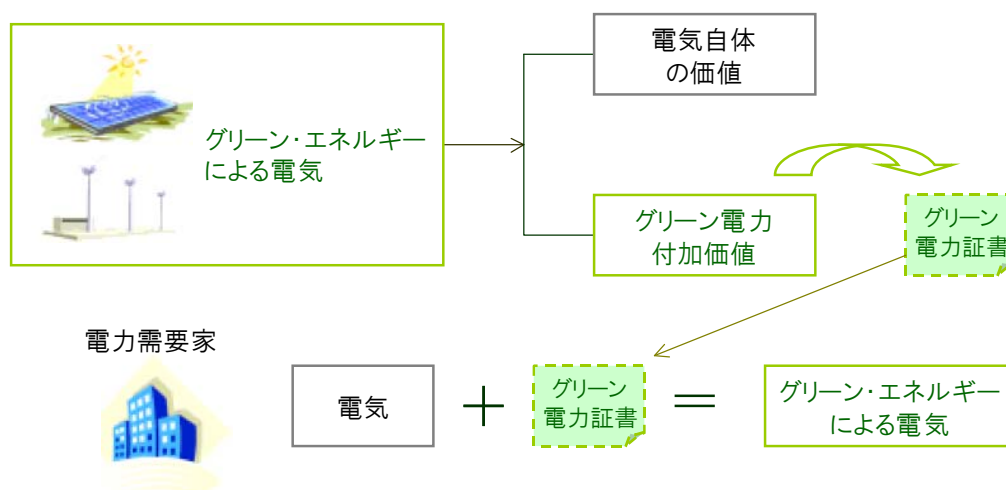 電気自体
の価値
グリーン・エネルギー
による電気
グリーン電力
付加価値
グリーン
電力証書
電力需要家
電気
＋
グリーン
電力証書
＝
グリーン・エネルギー
による電気